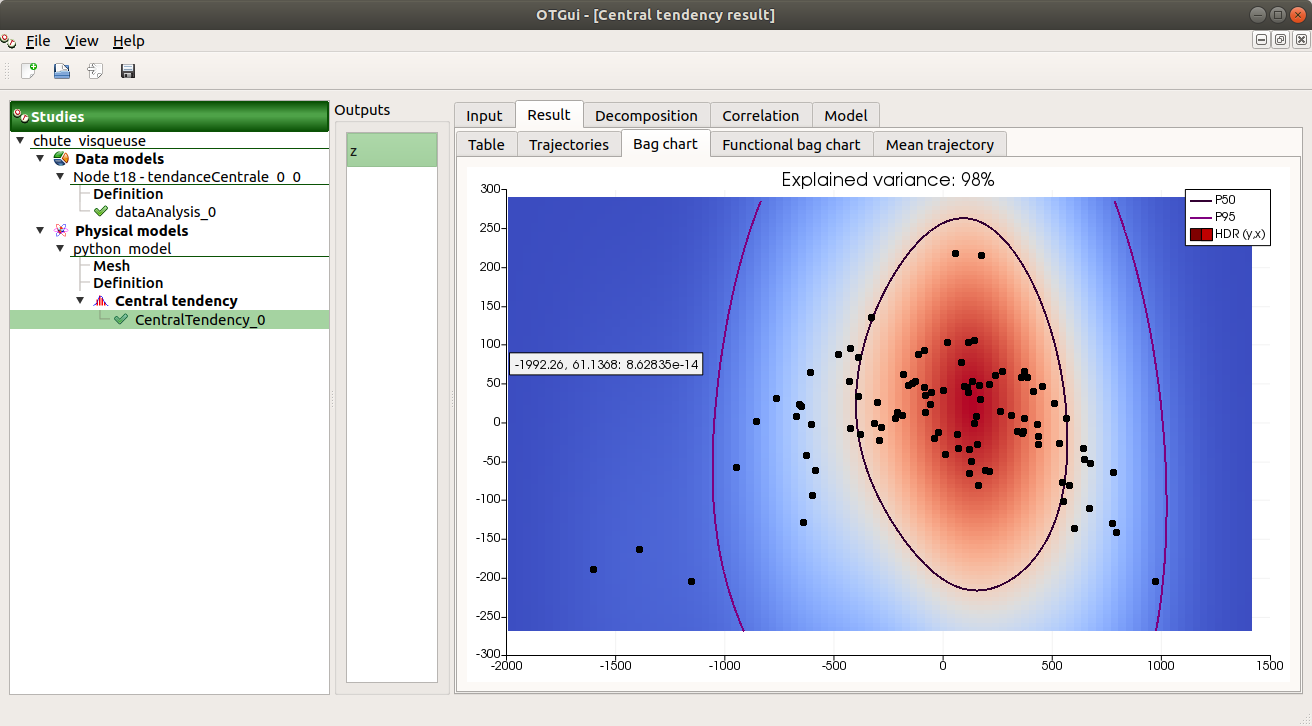 OTGui - [Central tendency result]
File View Help
Studies
chute_visqueuse
Data models
Node t18 - tendanceCentrale_0_0
Definition
dataAnalysis_0
Physical models
python_model
Mesh
Definition
Central tendency
CentralTendency_0
Outputs
z
Input Result Decomposition Correlation Model
Table Trajectories Bag chart Functional bag chart Mean trajectory
Explained variance: 98%
P50
P95
HDR (y,x)
300
250
200
150
100
50
0
-50
-100
-150
-200
-250
-300
-1992.26, 61.1368: 8.62835e-14
-2000 -1500 -1000 -500 0 500 1000 1500